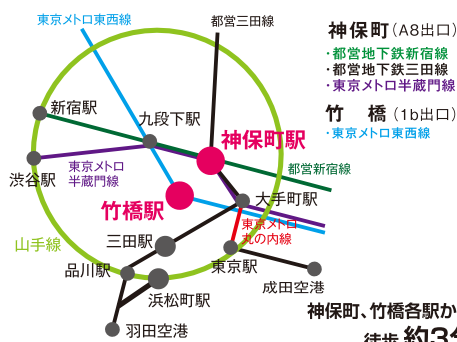 東京メトロ東西線
都営三田線
神保町(A8出口)
・都営地下鉄新宿線
・都営地下鉄三田線
・東京メトロ半蔵門線
竹 橋(1b出口)
・東京メトロ東西線
新宿駅
九段下駅
神保町駅
渋谷駅
東京メトロ
半蔵門線
都営新宿線
竹橋駅
大手町駅
東京メトロ
丸の内線
山手線
三田駅
品川駅
東京駅
成田空港
浜松町駅
羽田空港
神保町、竹橋各駅か
徒歩 約3